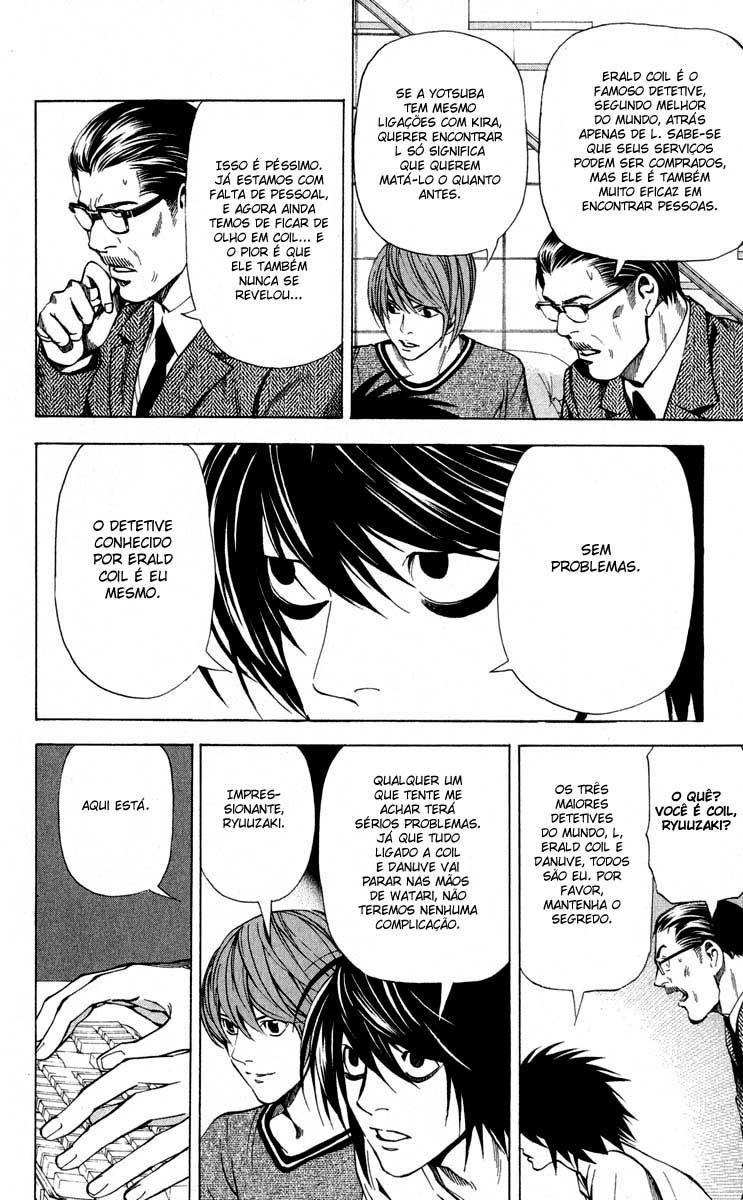 ERALD COIL É O
FAMOSO DETETIVE,
SEGUNDO MELHOR
DO MUNDO, ATRÁS
APENAS DE L. SABE-SE
QUE SEUS SERVIÇOS
PODEM SER COMPRADOS,
MAS ELE É TAMBÉM
MUITO EFICAZ EM
ENCONTRAR PESSOAS.
SE A YOTSUBA
TEM MESMO
LIGAÇÕES COM KIRA,
QUERER ENCONTRAR
L SÓ SIGNIFICA
QUE QUEREM
MATÁ-LO O QUANTO
ANTES.
ISSO É PÉSSIMO.
JÁ ESTAMOS COM
FALTA DE PESSOAL,
E AGORA AINDA
TEMOS DE FICAR DE
OLHO EM COIL... E
O PIOR É QUE
ELE TAMBÉM
NUNCA SE
REVELOU...
SEM
PROBLEMAS.
O DETETIVE
CONHECIDO
POR ERALD
COIL É EU
MESMO.
O QUÊ?
VOCÊ É COIL,
RYUUZAKI?
OS TRÊS
MAIORES
DETETIVES
DO MUNDO, L,
ERALD COIL E
DANUVE, TODOS
SÃO EU. POR
FAVOR,
MANTENHA O
SEGREDO.
QUALQUER UM
QUE TENTE ME
ACHAR TERÁ
SÉRIOS PROBLEMAS.
JÁ QUE TUDO
LIGADO A COIL
E DANUVE VAI
PARAR NAS MÃOS
DE WATARI, NÃO
TEREMOS NENHUMA
COMPLICAÇÃO.
IMPRES-
SIONANTE,
RYUUZAKI.
AQUI ESTÁ.